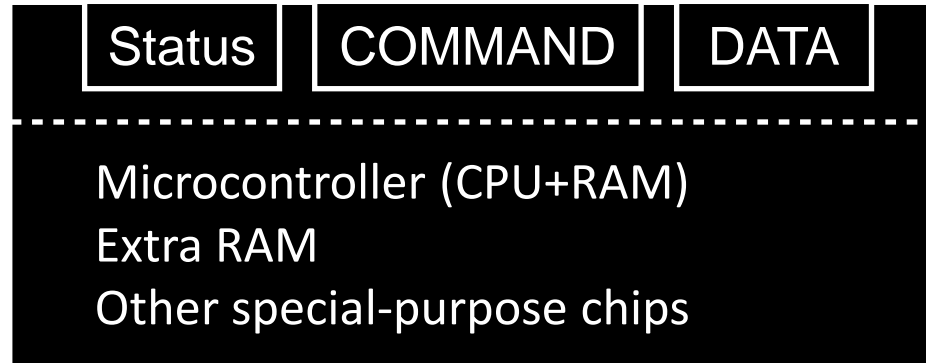 Status COMMAND DATA
Microcontroller (CPU+RAM)
Extra RAM
Other special-purpose chips